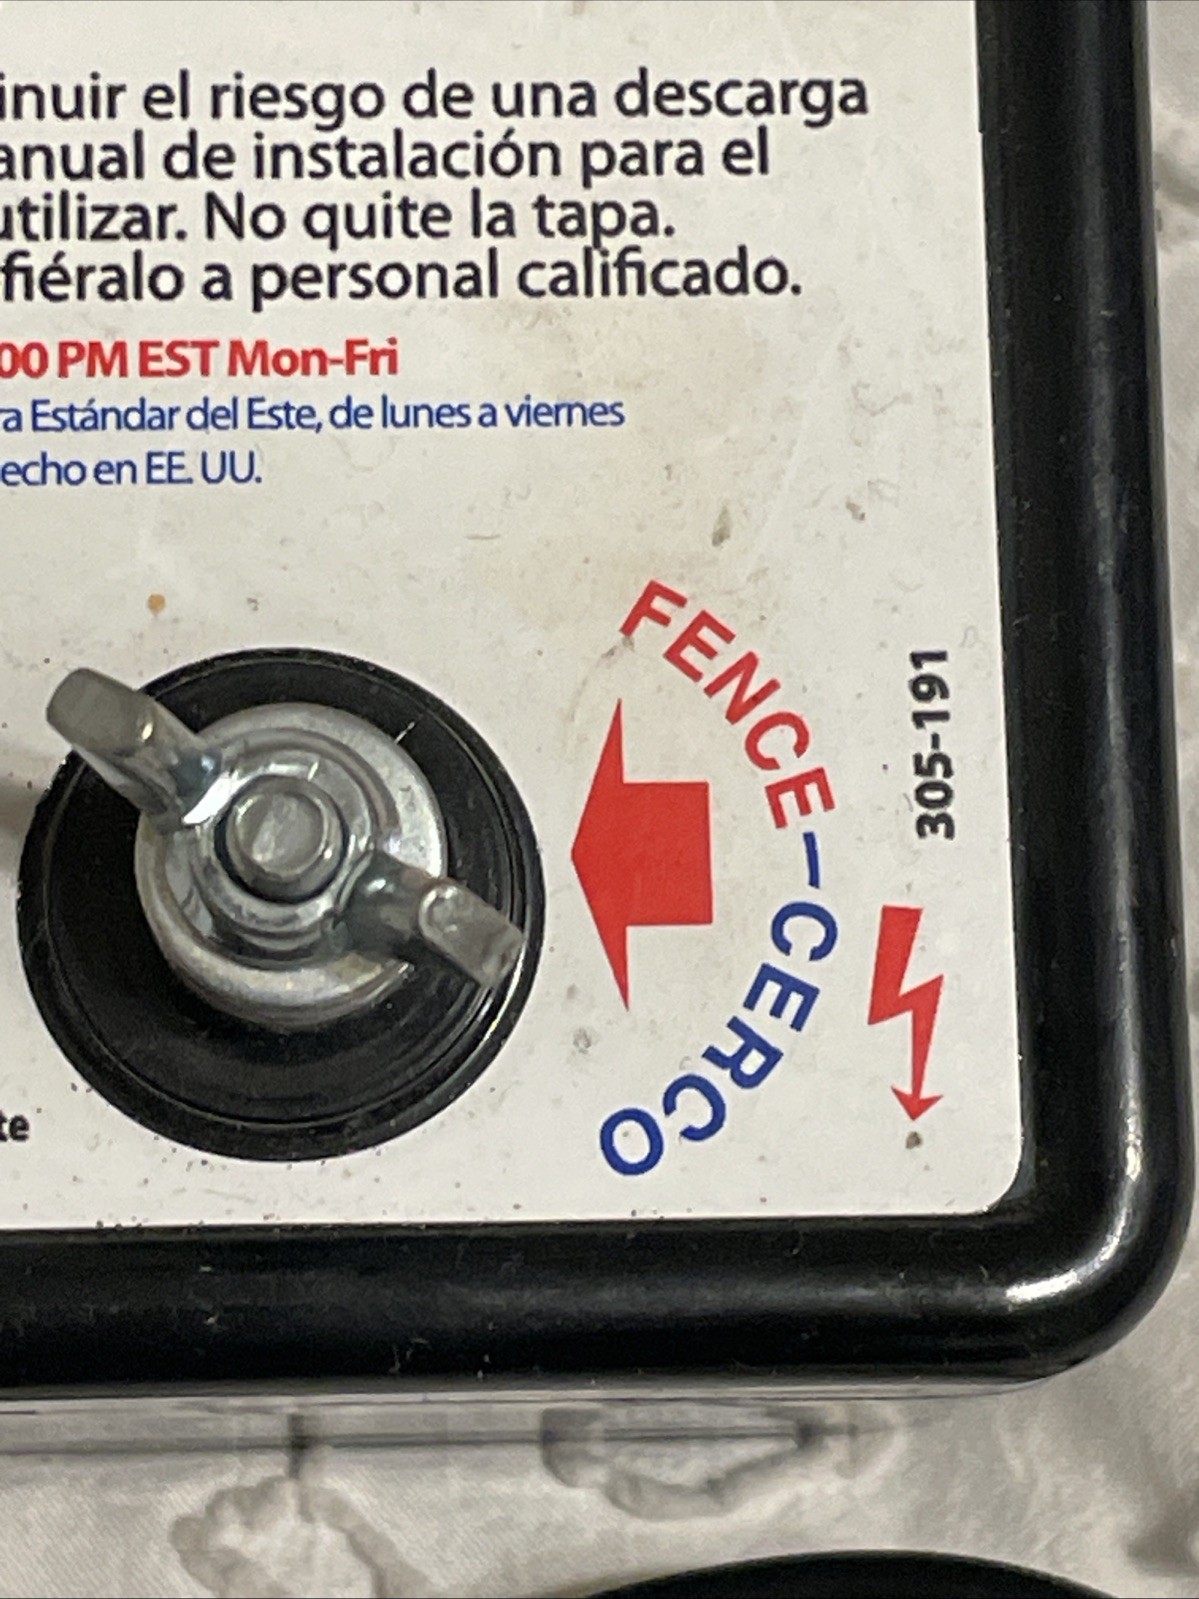 inuir el riesgo de una descarga
anual de instalación para el
utilizar. No quite la tapa.
fiéralo a personal calificado.
00 PM EST Mon-Fri
ra Estándar del Este, de lunes a viernes
echo en EE. UU.
FENCE-CERCO
305-191
te